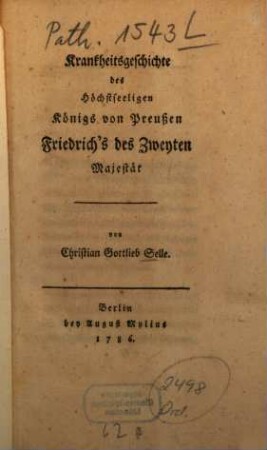 Path. 1543 L
Krankheitsgeschichte
des
Höchstseeligen
Königs von Preußen
Friedrich's des Zweyten
Majestät
von
Christian Gottlieb Selle.
Berlin
bey August Mylius
1786.
2498